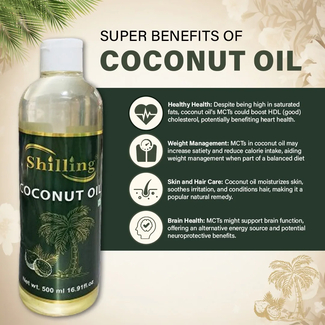 SUPER BENEFITS OF
COCONUT OIL
Healthy Health: Despite being high in saturated
fats, coconut oil's MCTs could boost HDL (good)
cholesterol, potentially benefiting heart health.
Weight Management: MCTs in coconut oil may
increase satiety and reduce calorie intake, aiding
weight management when part of a balanced diet
Skin and Hair Care: Coconut oil moisturizes skin,
soothes irritation, and conditions hair, making it a
popular natural remedy.
Brain Health: MCTs might support brain function,
offering an alternative energy source and potential
neuroprotective benefits.
Shilling
COCONUT OIL
Net wt. 500 ml 16.91fl.oz